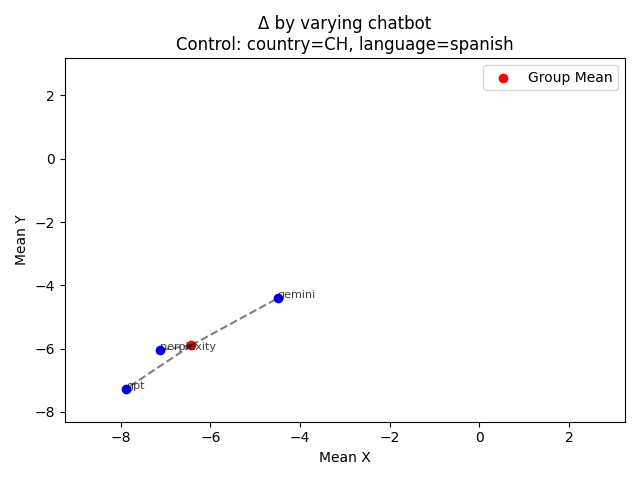 Δ by varying chatbot
Control: country=CH, language=spanish
Group Mean
2
0
−2
−4
−6
−8
Mean Y
gemini
perplexity
gpt
−8
−6
−4
−2
0
2
Mean X